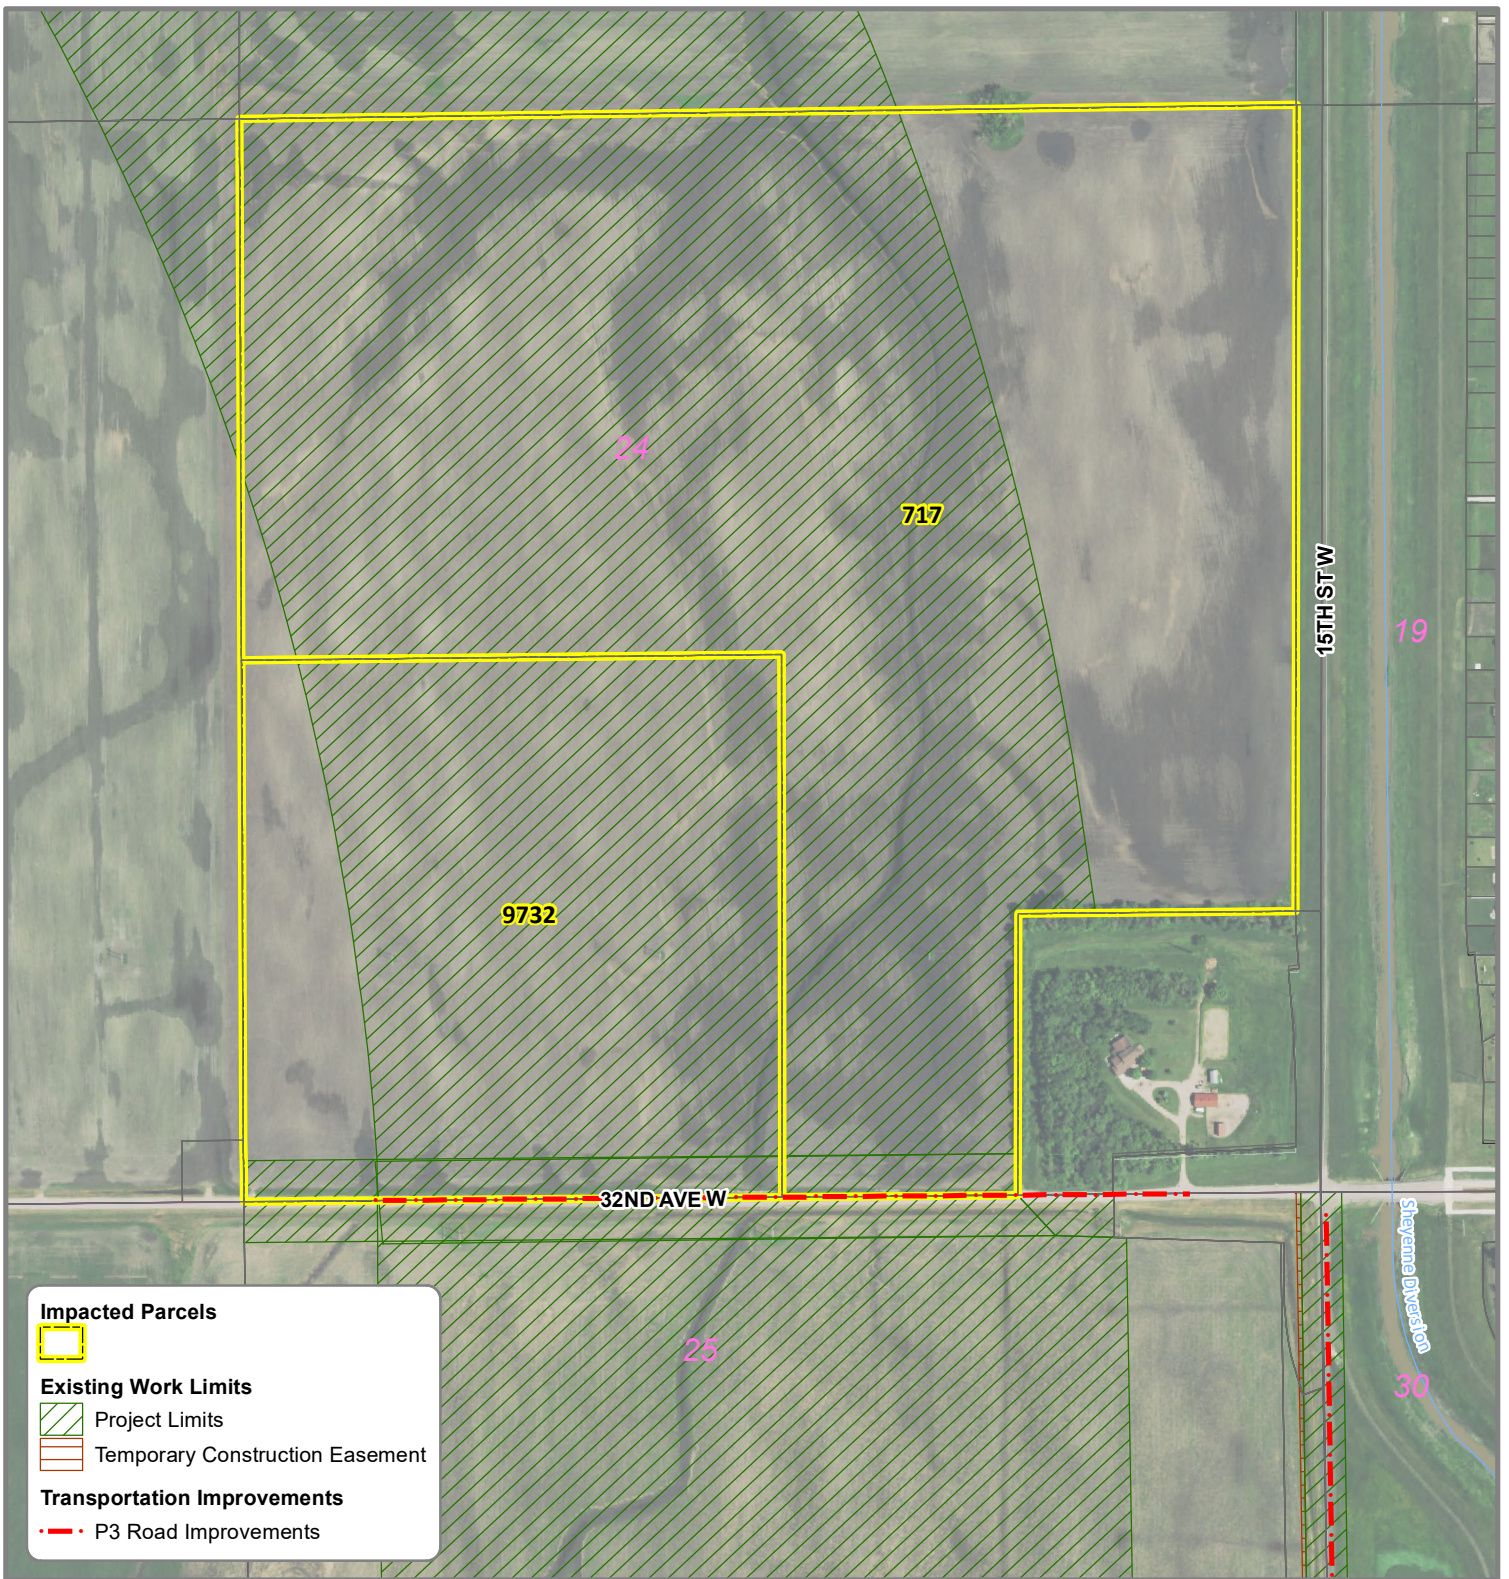 24
717
15TH ST W
19
9732
32ND AVE W
Sheyenne Diversion
25
30
Impacted Parcels
Existing Work Limits
Project Limits
Temporary Construction Easement
Transportation Improvements
P3 Road Improvements